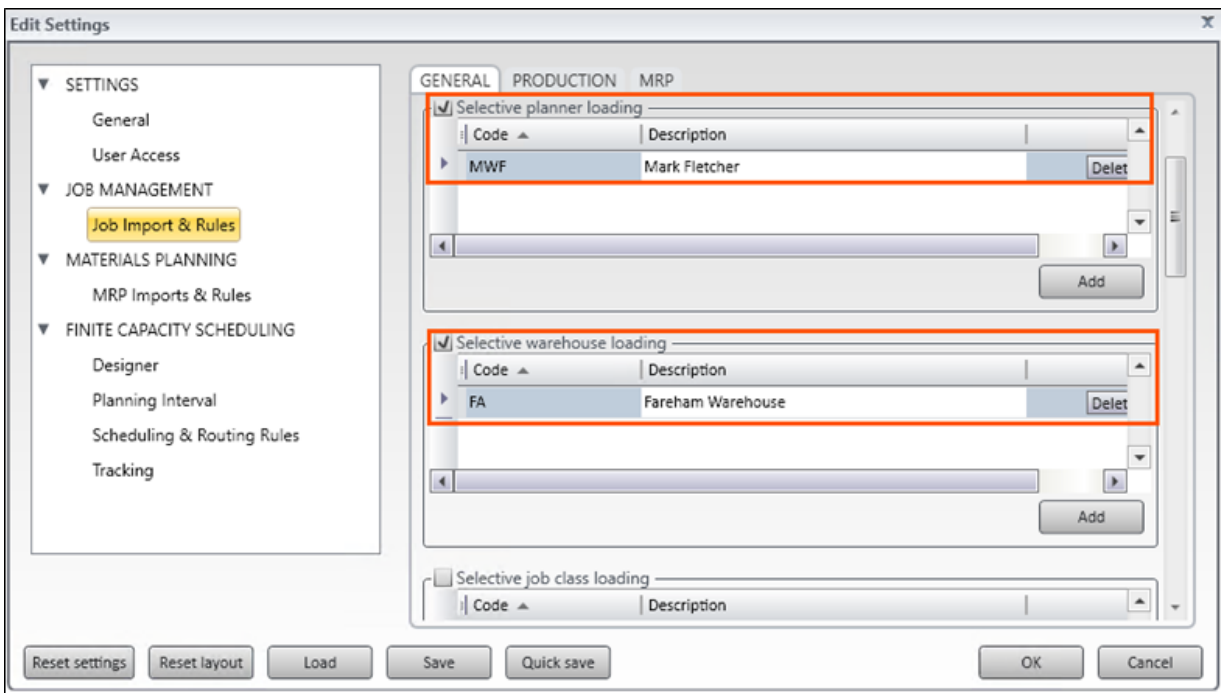 Edit Settings
SETTINGS
General
User Access
JOB MANAGEMENT
Job Import & Rules
MATERIALS PLANNING
MRP Imports & Rules
FINITE CAPACITY SCHEDULING
Designer
Planning Interval
Scheduling & Routing Rules
Tracking
GENERAL PRODUCTION MRP
Selective planner loading
Code Description
MWF Mark Fletcher Delet
Add
Selective warehouse loading
Code Description
FA Fareham Warehouse Delet
Add
Selective job class loading
Code Description
Reset settings Reset layout Load Save Quick save OK Cancel